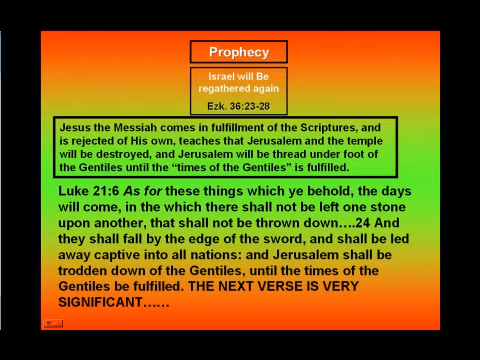 Prophecy
Israel will Be
regathered again
Ezk. 36:23-28
Jesus the Messiah comes in fulfillment of the Scriptures, and
is rejected of His own, teaches that Jerusalem and the temple
will be destroyed, and Jerusalem will be thread under foot of
the Gentiles until the “times of the Gentiles” is fulfilled.
Luke 21:6 As for these things which ye behold, the days
will come, in the which there shall not be left one stone
upon another, that shall not be thrown down….24 And
they shall fall by the edge of the sword, and shall be led
away captive into all nations: and Jerusalem shall be
trodden down of the Gentiles, until the times of the
Gentiles be fulfilled. THE NEXT VERSE IS VERY
SIGNIFICANT……